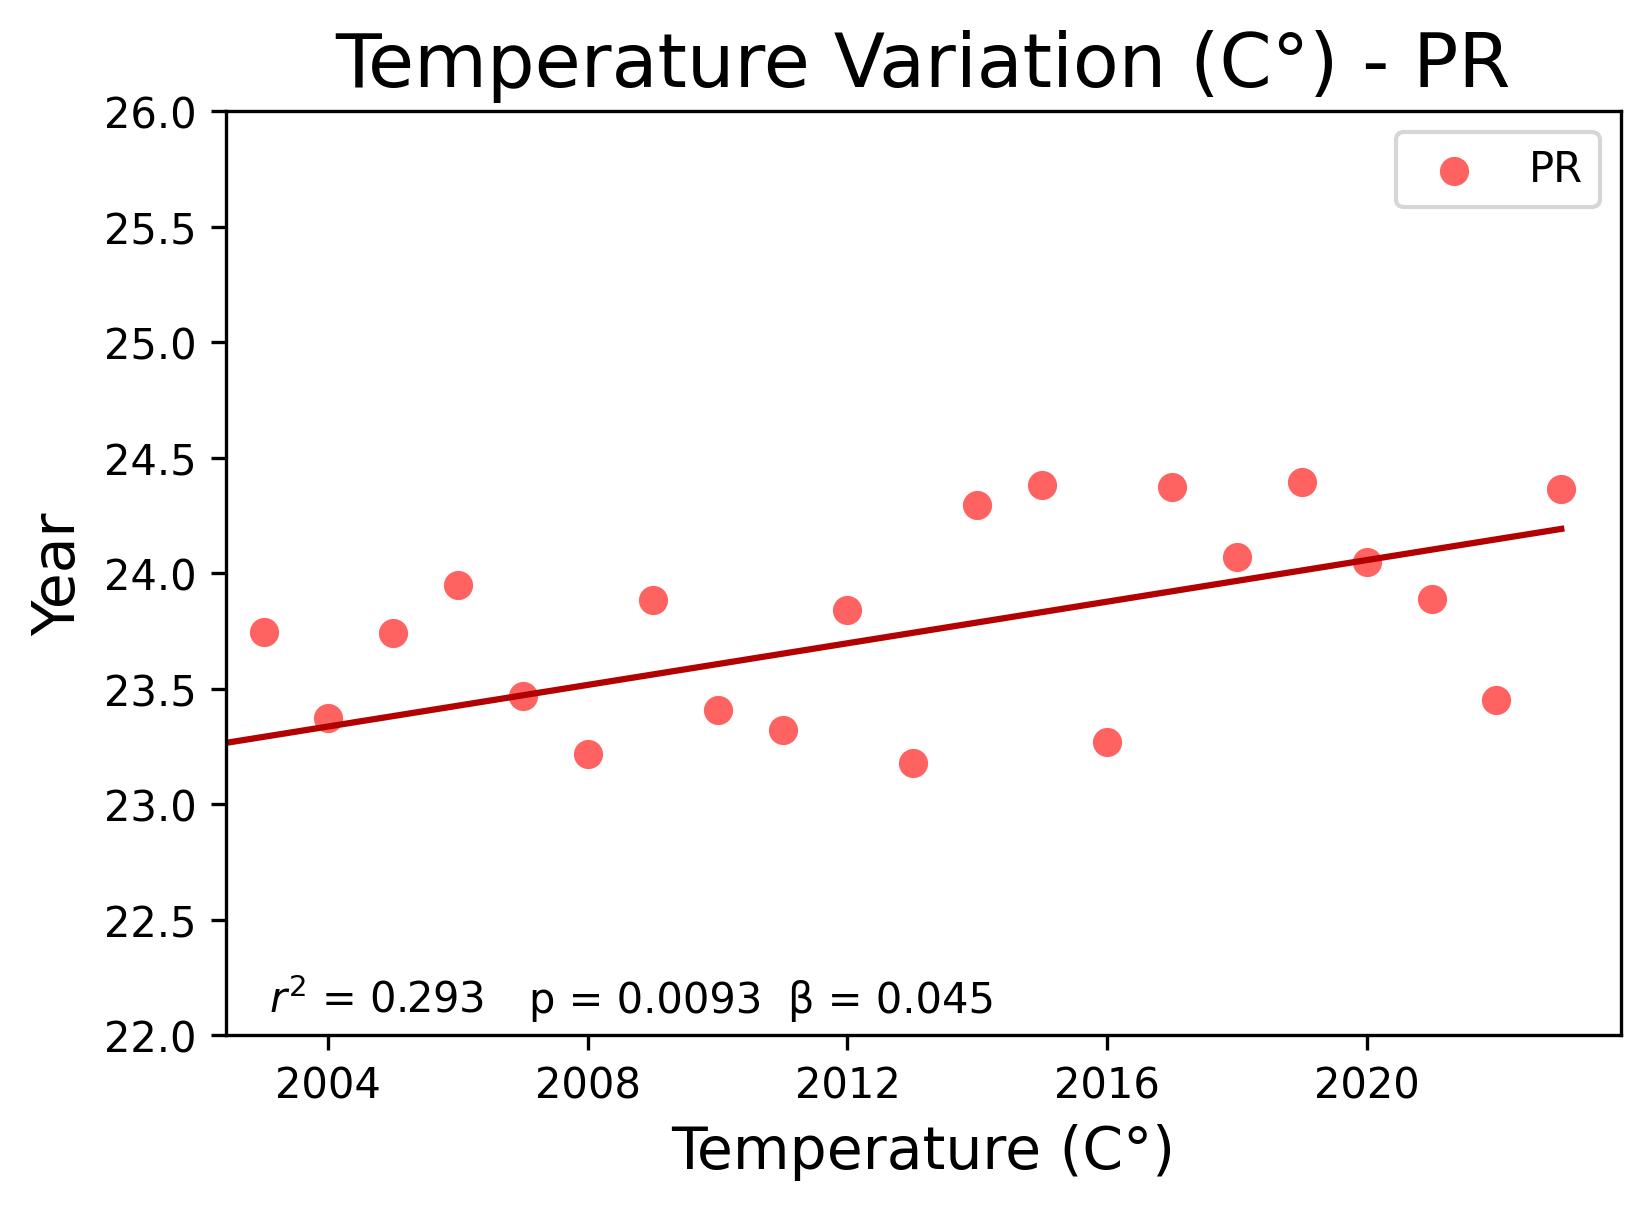 Temperature Variation (C°) - PR
PR
26.0
25.5
25.0
24.5
24.0
23.5
23.0
22.5
22.0
Year
r² = 0.293 p = 0.0093 β = 0.045
2004 2008 2012 2016 2020
Temperature (C°)